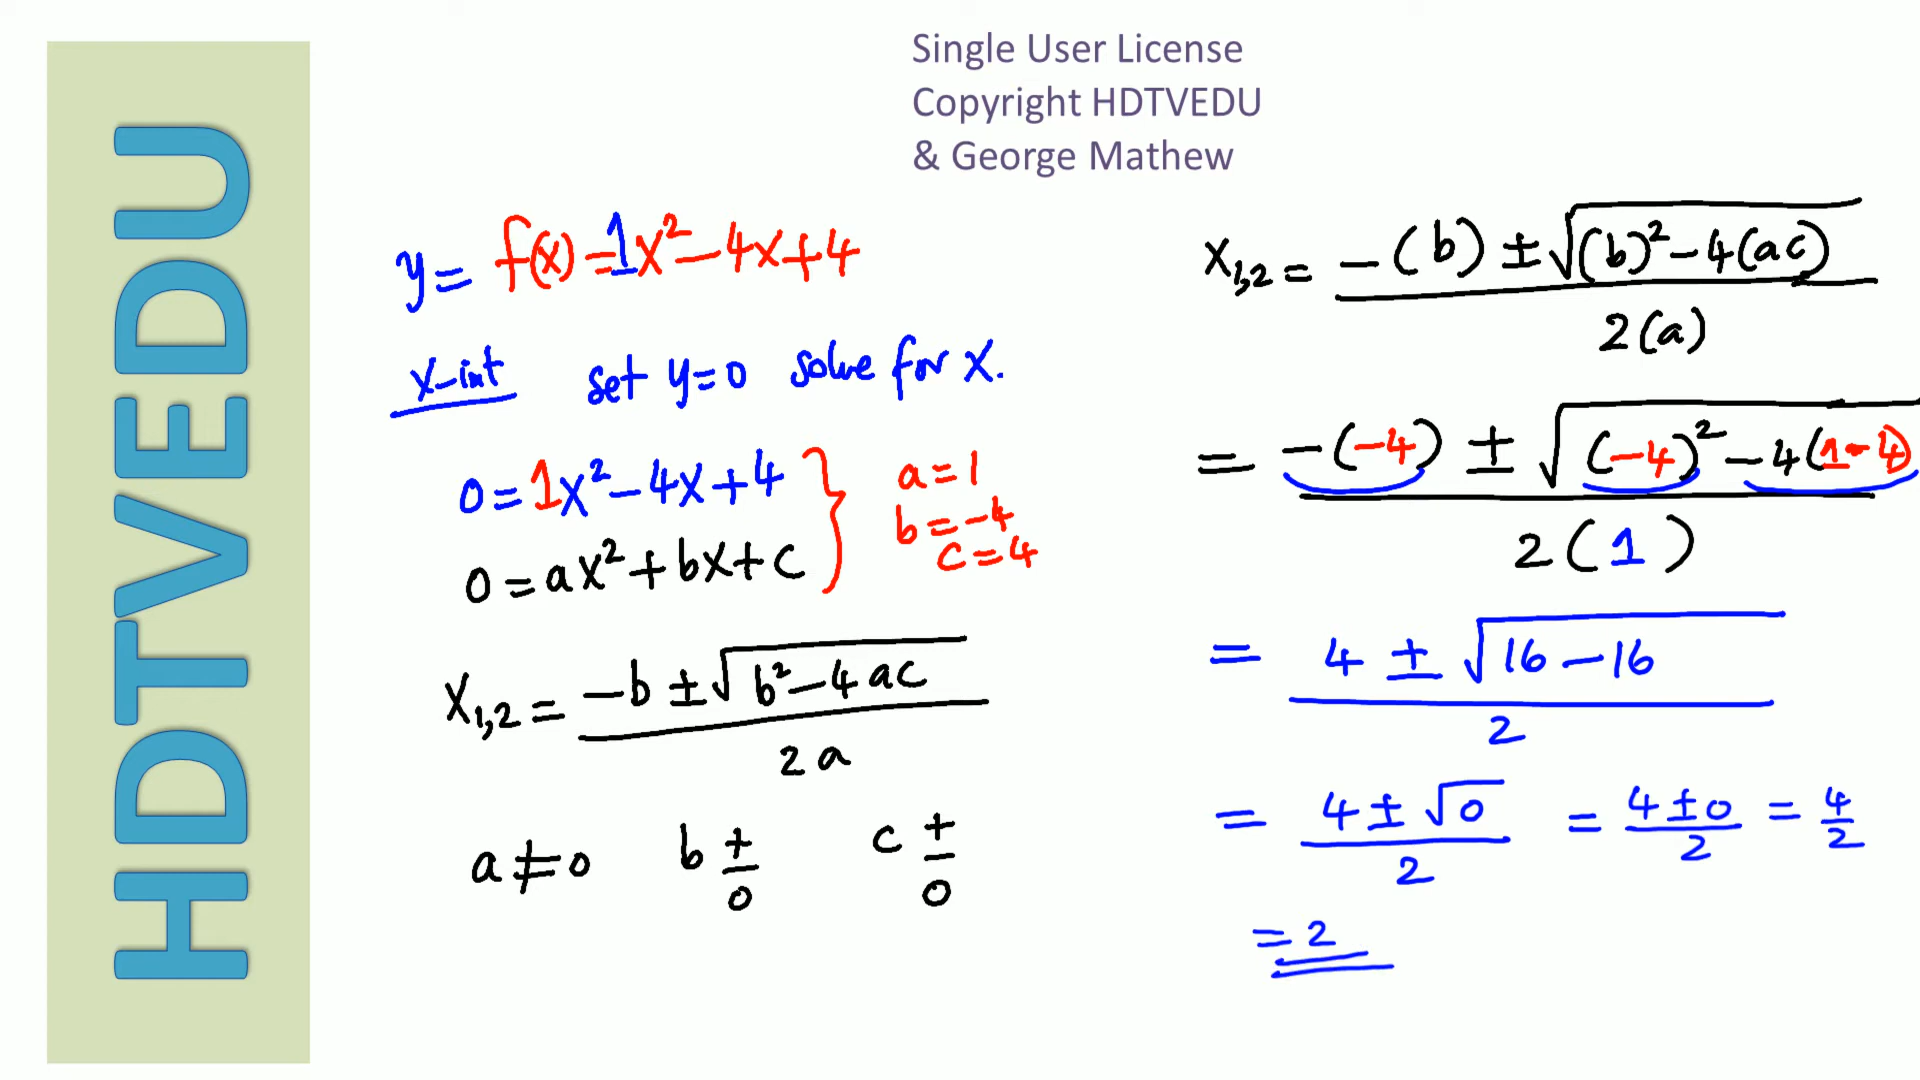 HDTVEDU
Single User License
Copyright HDTVEDU
& George Mathew
y = f(x) = 1x² - 4x + 4
x-int set y=0 solve for x.
0 = 1x² - 4x + 4
0 = ax² + bx + c
a = 1
b = -4
c = 4
x₁,₂ = (-b ± √(b² - 4ac)) / 2a
a ≠ 0 b ± 0 c ± 0
x₁,₂ = (-(b) ± √((b)² - 4(ac))) / 2(a)
= (-(-4) ± √((-4)² - 4(1·4))) / 2(1)
= (4 ± √(16 - 16)) / 2
= (4 ± √0) / 2 = (4 ± 0) / 2 = 4/2
= 2